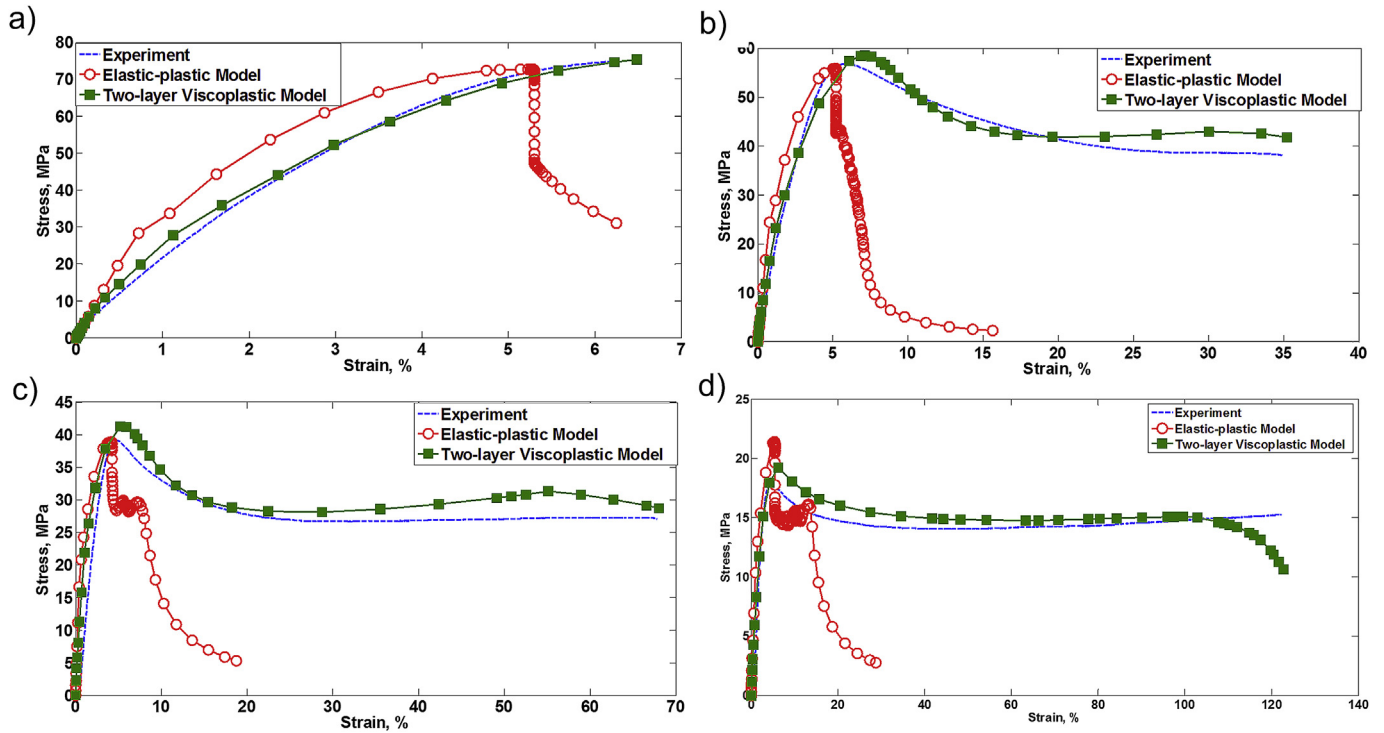 a)
80
70
60
50
40
30
20
10
0
Stress, MPa
Experiment
Elastic-plastic Model
Two-layer Viscoplastic Model
0 1 2 3 4 5 6 7
Strain, %
b)
60
50
40
30
20
10
0
Stress, MPa
Experiment
Elastic-plastic Model
Two-layer Viscoplastic Model
0 5 10 15 20 25 30 35 40
Strain, %
c)
45
40
35
30
25
20
15
10
5
0
Stress, MPa
Experiment
Elastic-plastic Model
Two-layer Viscoplastic Model
0 10 20 30 40 50 60 70
Strain, %
d)
25
20
15
10
5
0
Stress, MPa
Experiment
Elastic-plastic Model
Two-layer Viscoplastic Model
0 20 40 60 80 100 120 140
Strain, %